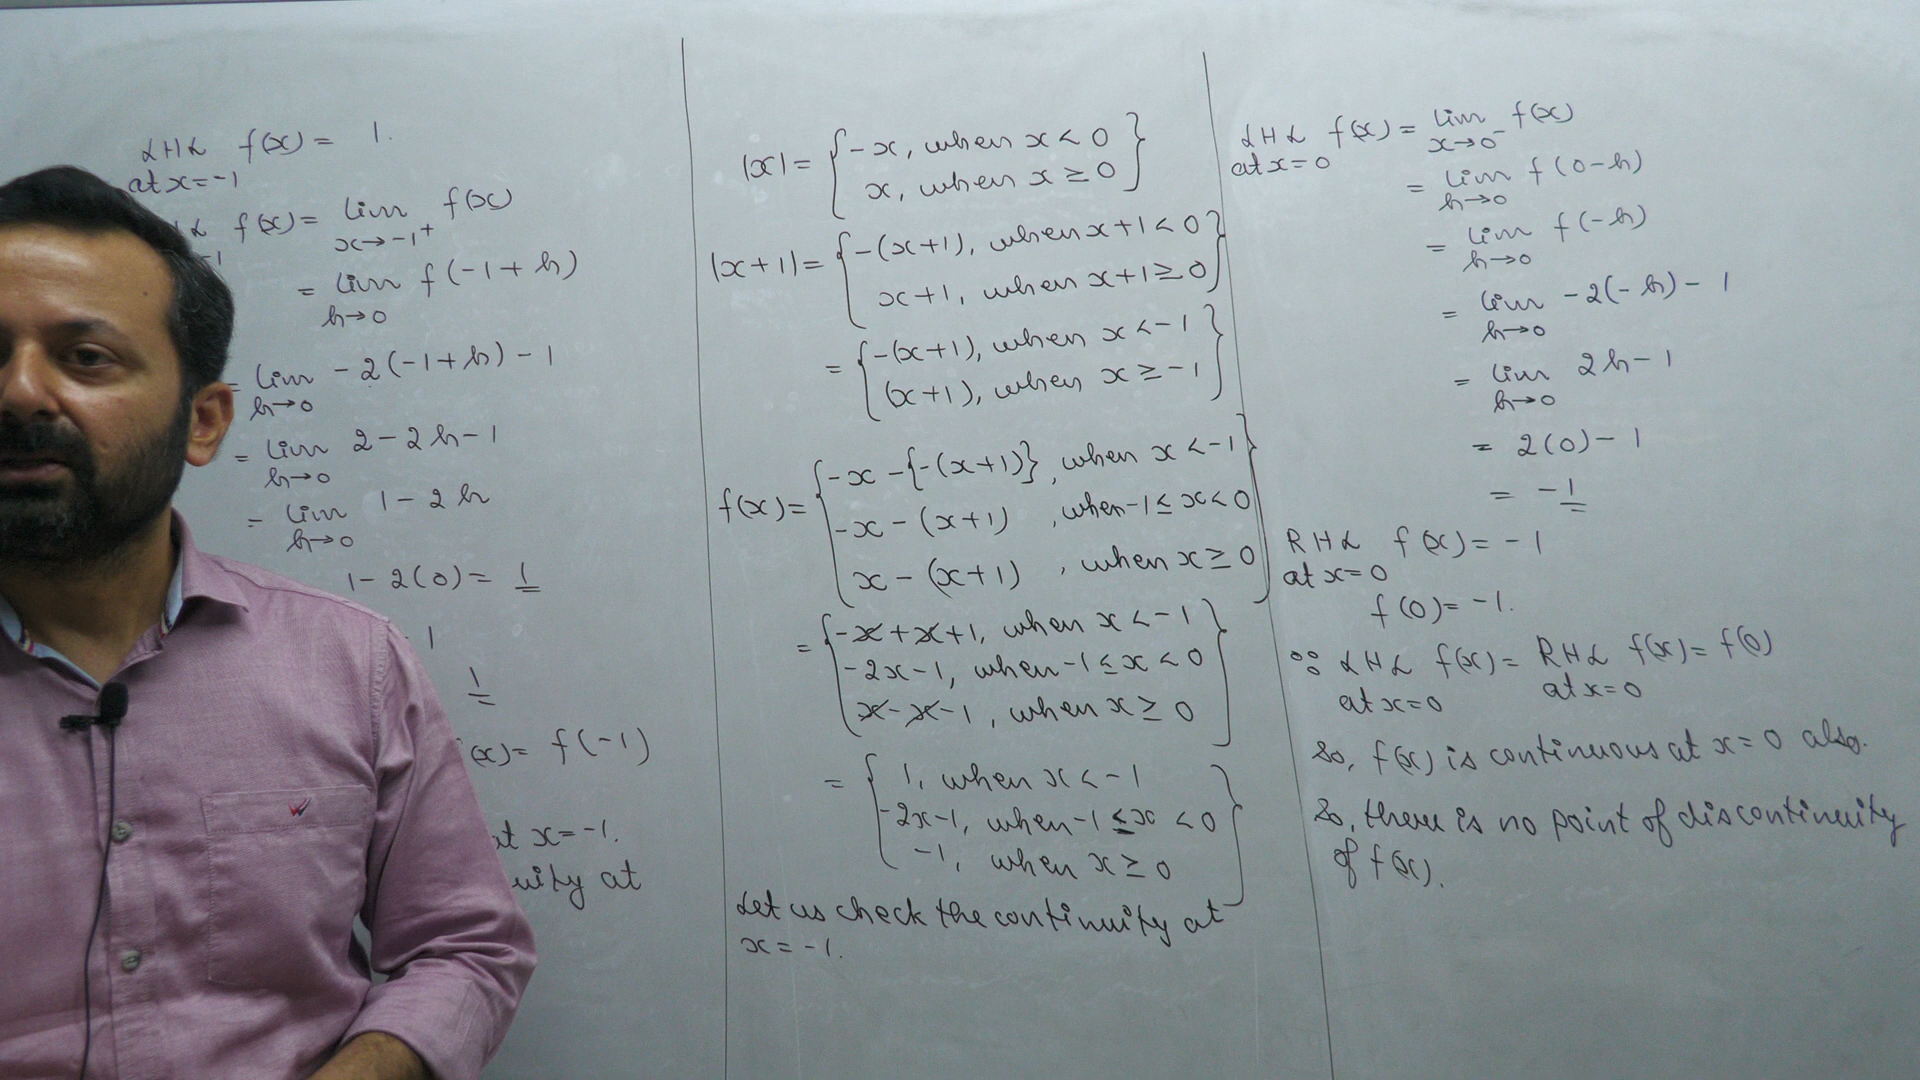 LHL f(x) = 1.
at x=-1
L f(x) = lim f(x)
-1 x→-1⁺
= lim f(-1+h)
h→0
= lim -2(-1+h)-1
h→0
= lim 2-2h-1
h→0
= lim 1-2h
h→0
1-2(0) = 1
1
1
(x) = f(-1)
at x=-1.
uity at
|x| = { -x, when x < 0 }
x, when x ≥ 0
|x+1| = { -(x+1), when x+1 < 0 }
x+1, when x+1 ≥ 0
= { -(x+1), when x < -1 }
(x+1), when x ≥ -1
f(x) = { -x-{-(x+1)}, when x < -1 }
-x-(x+1) , when -1 ≤ x < 0
x-(x+1) , when x ≥ 0
= { -x+x+1, when x < -1 }
-2x-1, when -1 ≤ x < 0
x-x-1, when x ≥ 0
= { 1, when x < -1 }
-2x-1, when -1 ≤ x < 0
-1, when x ≥ 0
Let us check the continuity at
x = -1.
LHL f(x) = lim f(x)
at x=0 x→0⁻
= lim f(0-h)
h→0
= lim f(-h)
h→0
= lim -2(-h)-1
h→0
= lim 2h-1
h→0
= 2(0)-1
= -1
RHL f(x) = -1
at x=0
f(0) = -1.
∵ LHL f(x) = RHL f(x) = f(0)
at x=0 at x=0
So, f(x) is continuous at x=0 also.
So, there is no point of discontinuity
of f(x).